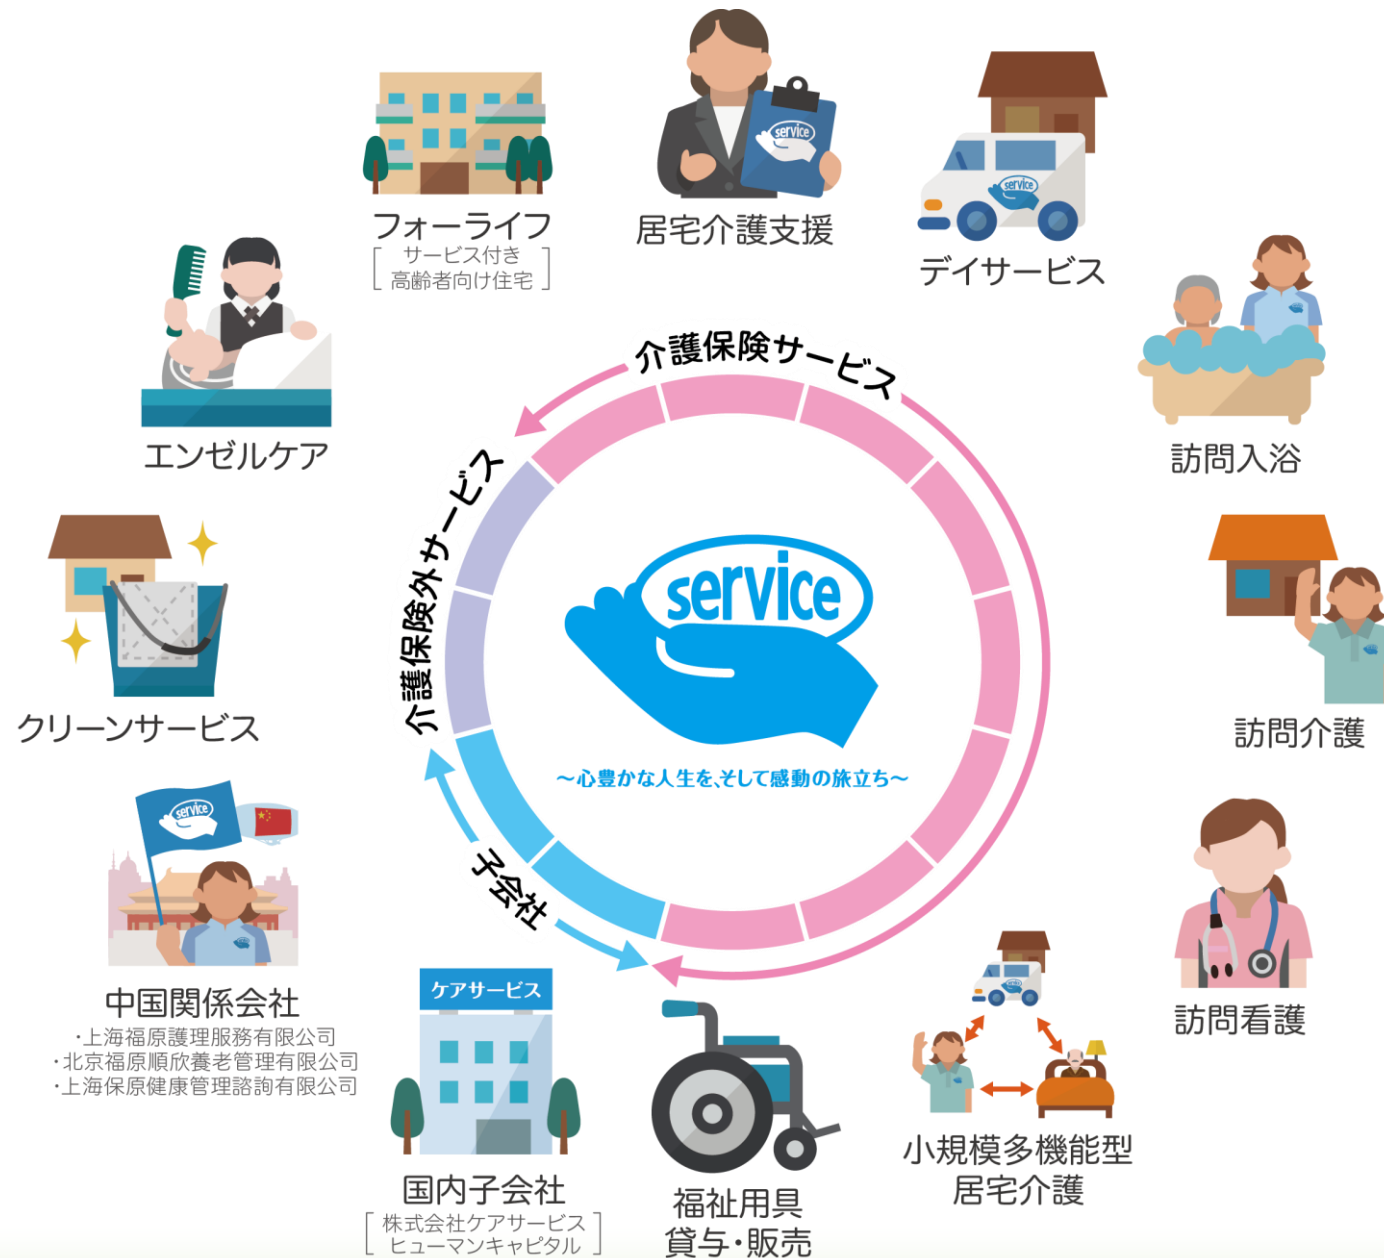 service
居宅介護支援
service
デイサービス
訪問入浴
訪問介護
訪問看護
小規模多機能型
居宅介護
福祉用具
貸与・販売
ケアサービス
国内子会社
[株式会社ケアサービス
ヒューマンキャピタル]
service
中国関係会社
・上海福原護理服務有限公司
・北京福原順欣養老管理有限公司
・上海保原健康管理諮詢有限公司
クリーンサービス
エンゼルケア
フォーライフ
[サービス付き
高齢者向け住宅]
介護保険サービス
介護保険外サービス
子会社
service
〜心豊かな人生を、そして感動の旅立ち〜